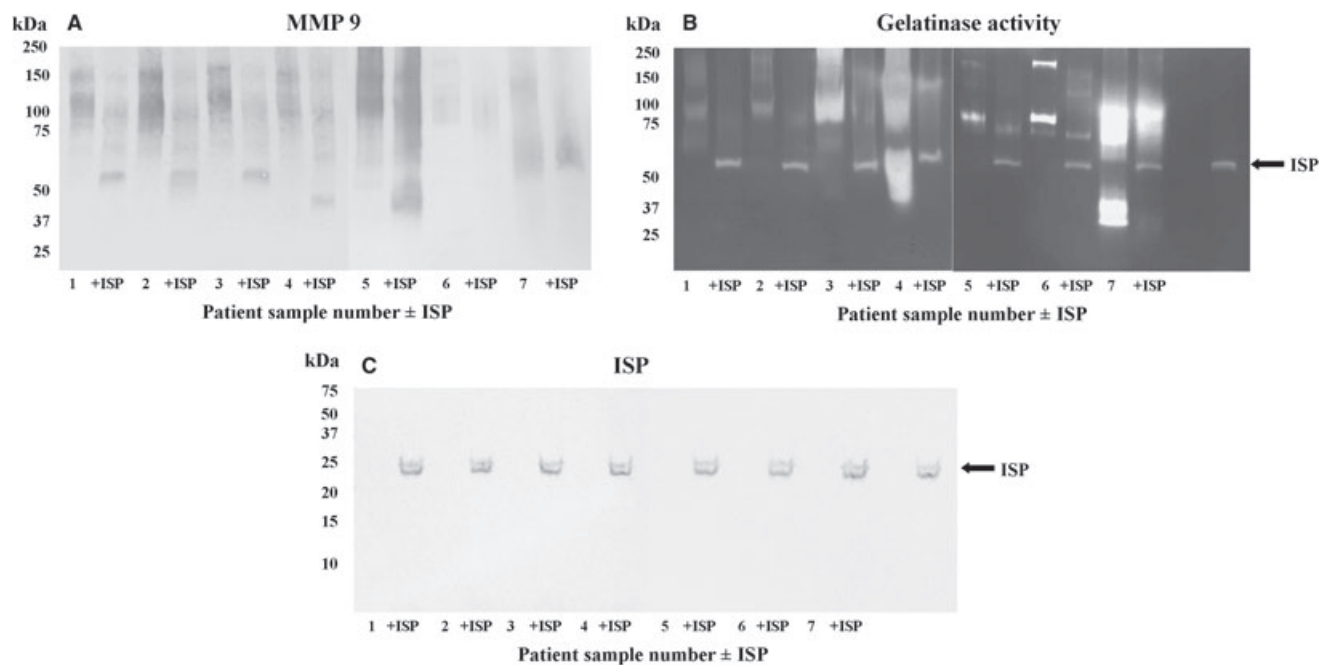 kDa A MMP 9
250
150
100
75
50
37
25
1 +ISP 2 +ISP 3 +ISP 4 +ISP 5 +ISP 6 +ISP 7 +ISP
Patient sample number ± ISP
kDa B Gelatinase activity
250
150
100
75
50
37
25
ISP
1 +ISP 2 +ISP 3 +ISP 4 +ISP 5 +ISP 6 +ISP 7 +ISP
Patient sample number ± ISP
kDa C ISP
75
50
37
25
20
15
10
ISP
1 +ISP 2 +ISP 3 +ISP 4 +ISP 5 +ISP 6 +ISP 7 +ISP
Patient sample number ± ISP